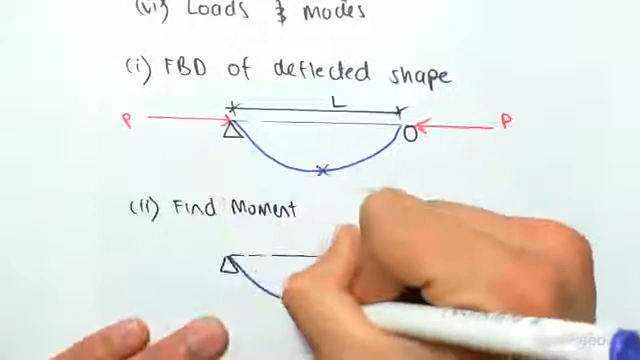 (vi) Loads & modes
(i) FBD of deflected shape
L
P P
(ii) Find Moment